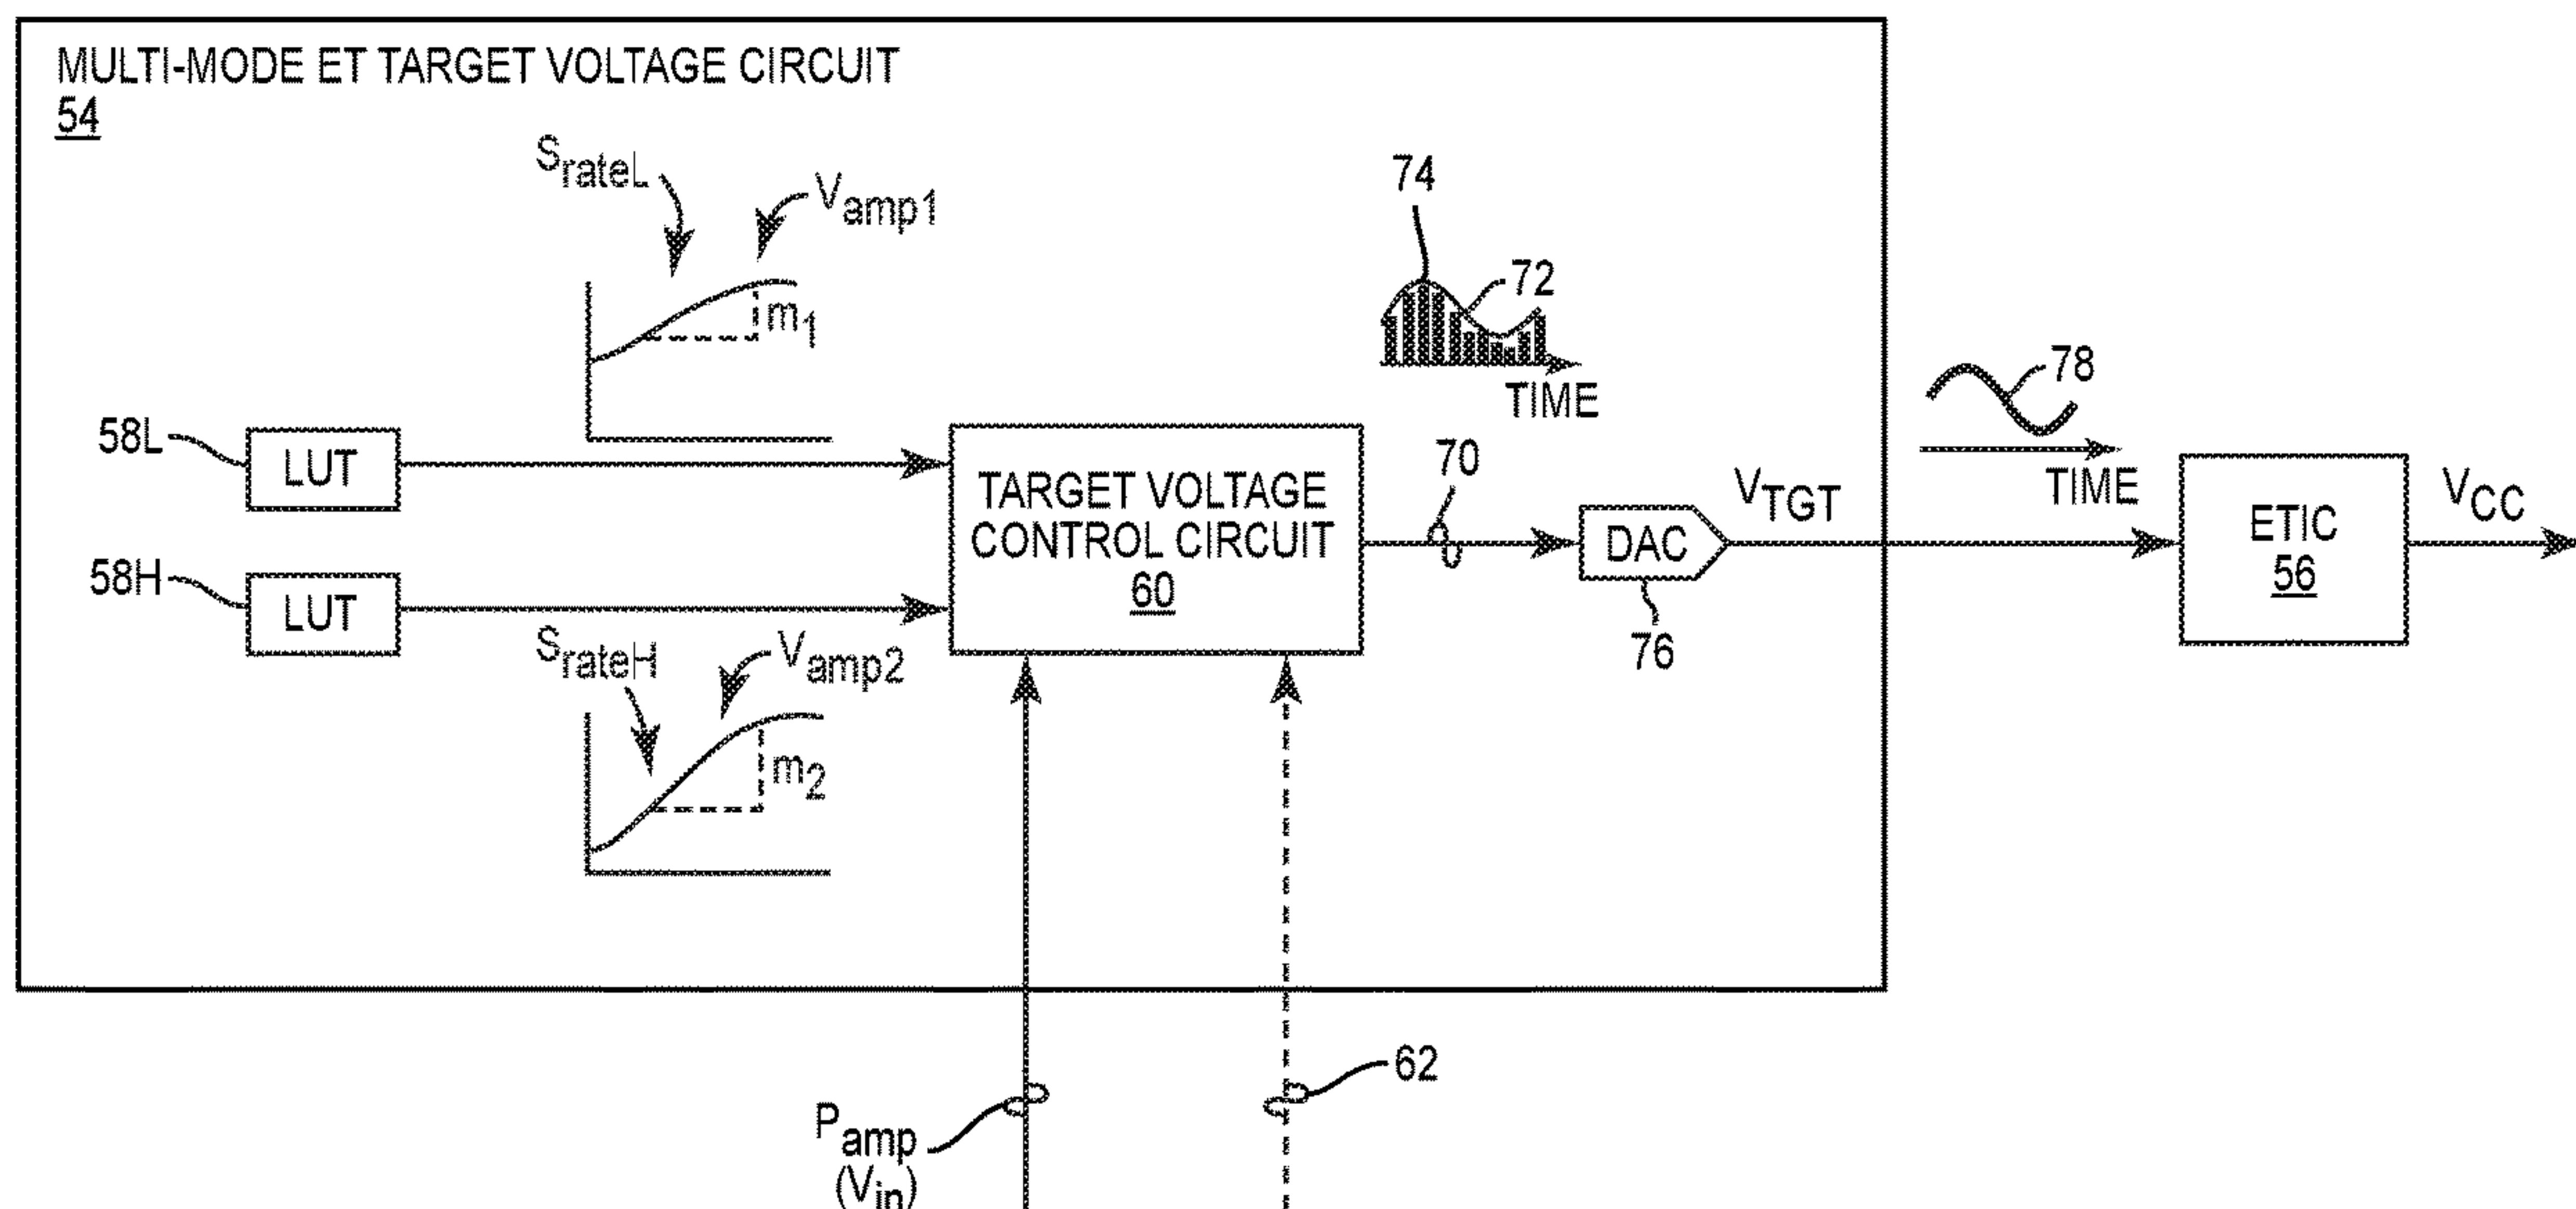 MULTI-MODE ET TARGET VOLTAGE CIRCUIT
54
SrateL
Vamp1
m1
74
72
TIME
78
TIME
58L
LUT
TARGET VOLTAGE
CONTROL CIRCUIT
60
70
DAC
76
VTGT
ETIC
56
VCC
58H
LUT
SrateH
Vamp2
m2
62
Pamp
(Vin)